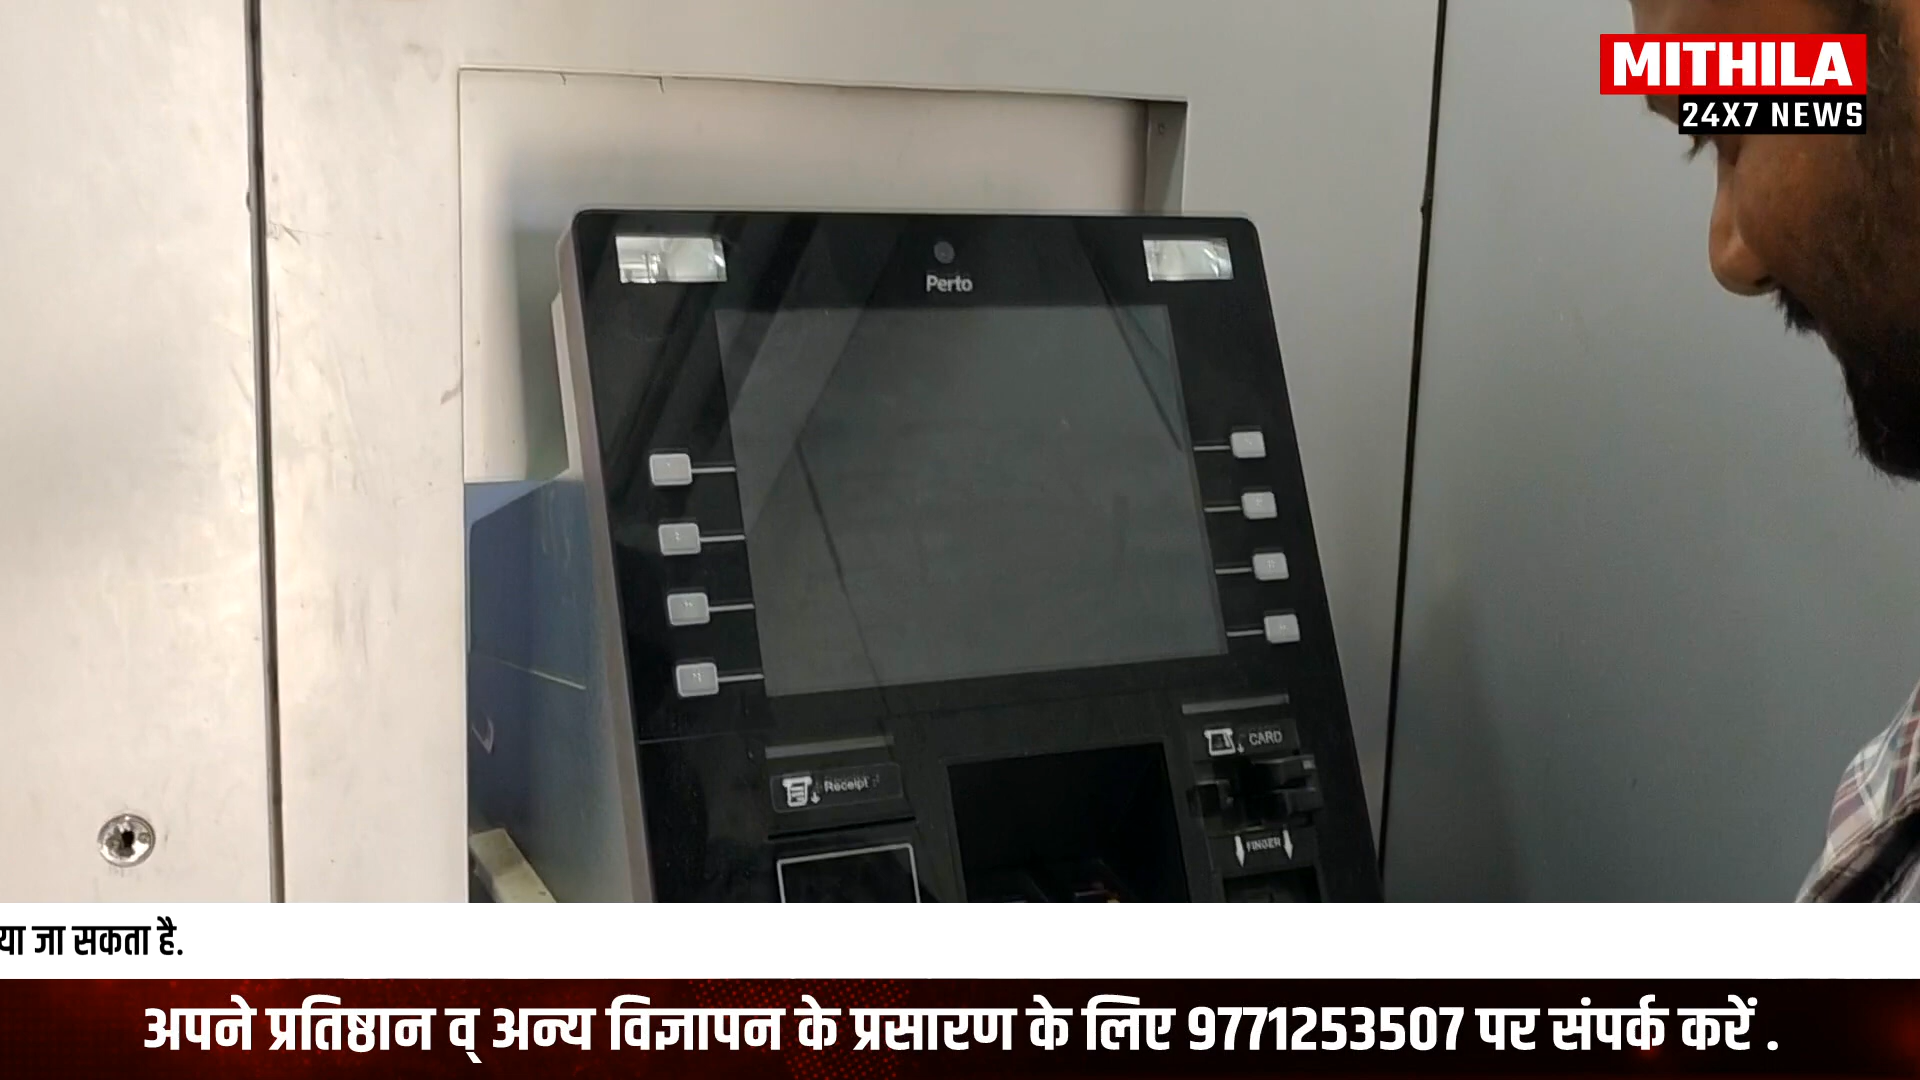 MITHILA
24X7 NEWS
Perto
CARD
Receipt
FINGER
या जा सकता है.
अपने प्रतिष्ठान व् अन्य विज्ञापन के प्रसारण के लिए 9771253507 पर संपर्क करें .